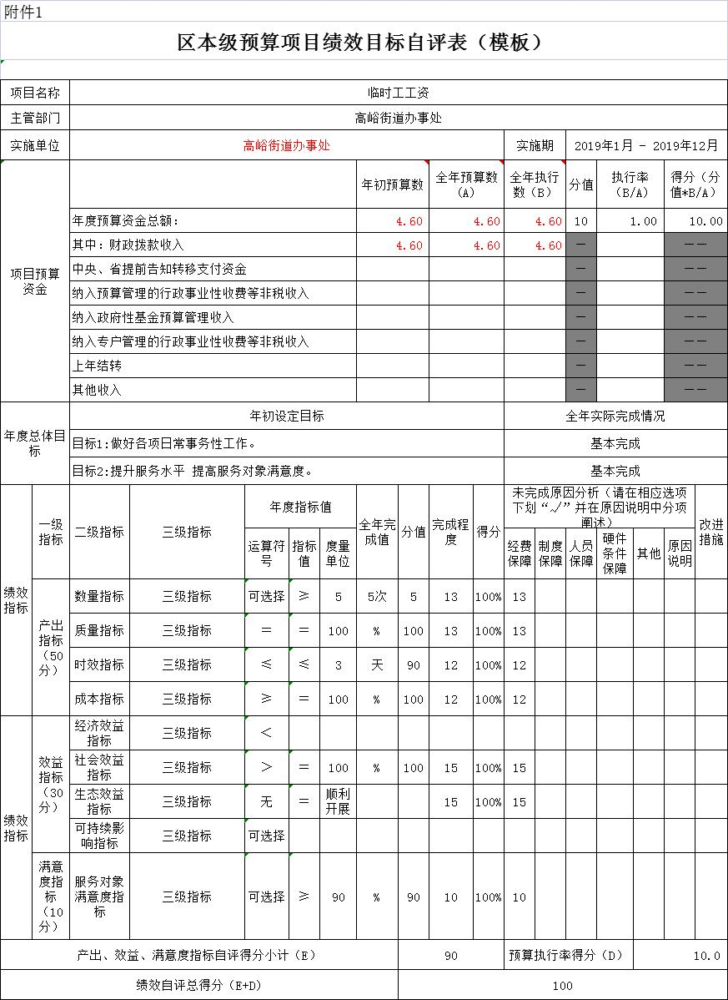 附件1
区本级预算项目绩效目标自评表（模板）
项目名称 临时工工资
主管部门 高峪街道办事处
实施单位 高峪街道办事处 实施期 2019年1月 - 2019年12月
项目预算资金 年初预算数 全年预算数（A） 全年执行数（B） 分值 执行率（B/A） 得分（分值*B/A）
年度预算资金总额： 4.60 4.60 4.60 10 1.00 10.00
其中：财政拨款收入 4.60 4.60 4.60 — ——
中央、省提前告知转移支付资金 — ——
纳入预算管理的行政事业性收费等非税收入 — ——
纳入政府性基金预算管理收入 — ——
纳入专户管理的行政事业性收费等非税收入 — ——
上年结转 — ——
其他收入 — ——
年度总体目标 年初设定目标 全年实际完成情况
目标1:做好各项日常事务性工作。 基本完成
目标2:提升服务水平 提高服务对象满意度。 基本完成
绩效指标 一级指标 二级指标 三级指标 年度指标值 全年完成值 分值 完成程度 得分 未完成原因分析（请在相应选项下划“√”并在原因说明中分项阐述） 改进措施
运算符号 指标值 度量单位 经费保障 制度保障 人员保障 硬件条件保障 其他 原因说明
产出指标（50分） 数量指标 三级指标 可选择 ≥ 5 5次 5 13 100% 13
质量指标 三级指标 ＝ ＝ 100 % 100 13 100% 13
时效指标 三级指标 ≤ ≤ 3 天 90 12 100% 12
成本指标 三级指标 ≥ ＝ 100 % 100 12 100% 12
绩效指标 效益指标（30分） 经济效益指标 三级指标 ＜
社会效益指标 三级指标 ＞ ＝ 100 % 100 15 100% 15
生态效益指标 三级指标 无 ＝ 顺利开展 15 100% 15
可持续影响指标 三级指标 可选择
满意度指标（10分） 服务对象满意度指标 三级指标 可选择 ≥ 90 % 90 10 100% 10
产出、效益、满意度指标自评得分小计（E） 90 预算执行率得分（D） 10.0
绩效自评总得分（E+D） 100